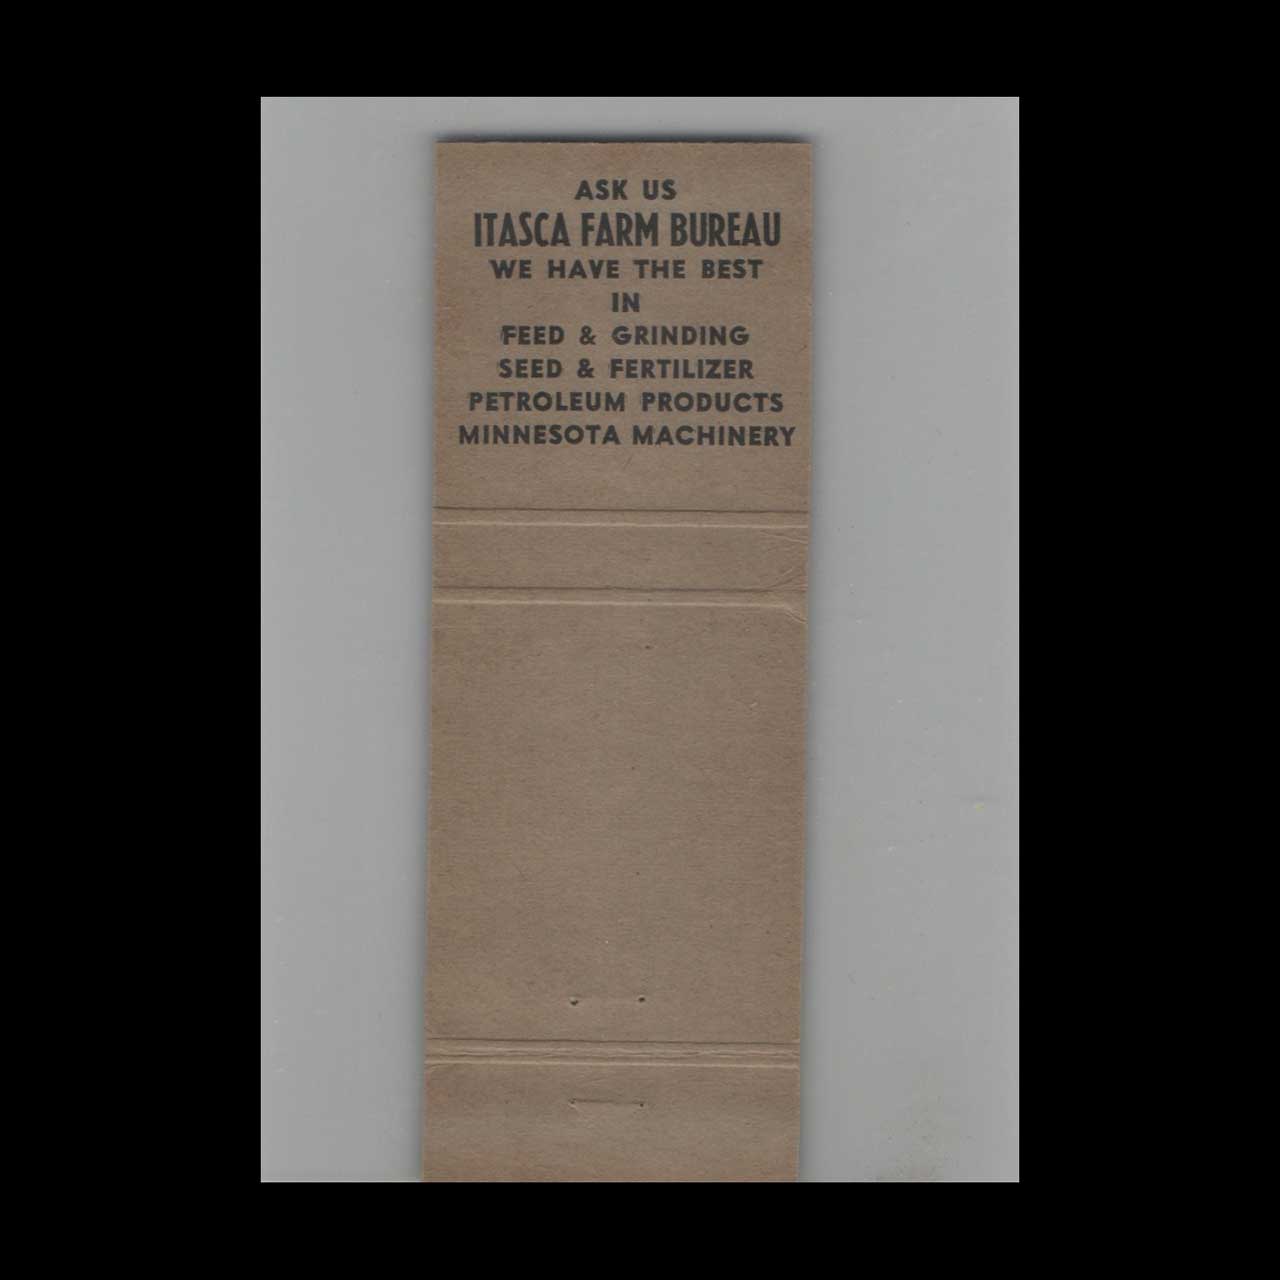 ASK US
ITASCA FARM BUREAU
WE HAVE THE BEST
IN
FEED & GRINDING
SEED & FERTILIZER
PETROLEUM PRODUCTS
MINNESOTA MACHINERY